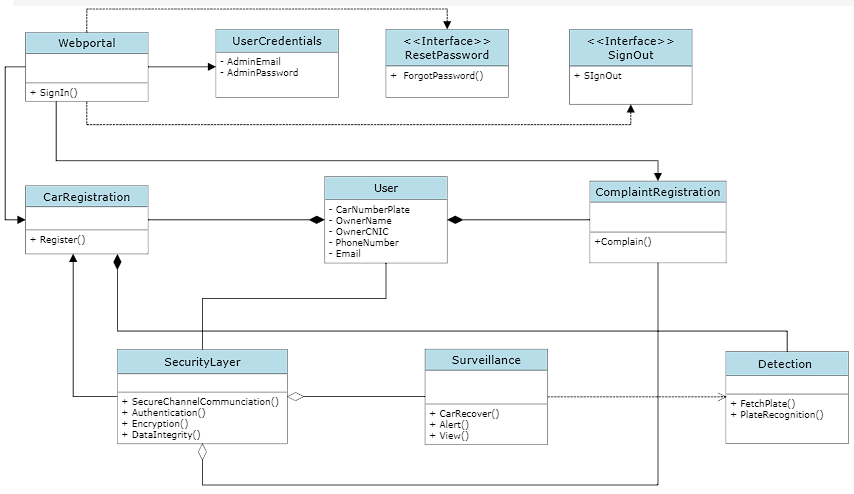 Webportal
+ SignIn()
UserCredentials
- AdminEmail
- AdminPassword
<<Interface>>
ResetPassword
+ ForgotPassword()
<<Interface>>
SignOut
+ SIgnOut
CarRegistration
+ Register()
User
- CarNumberPlate
- OwnerName
- OwnerCNIC
- PhoneNumber
- Email
ComplaintRegistration
+Complain()
SecurityLayer
+ SecureChannelCommunciation()
+ Authentication()
+ Encryption()
+ DataIntegrity()
Surveillance
+ CarRecover()
+ Alert()
+ View()
Detection
+ FetchPlate()
+ PlateRecognition()